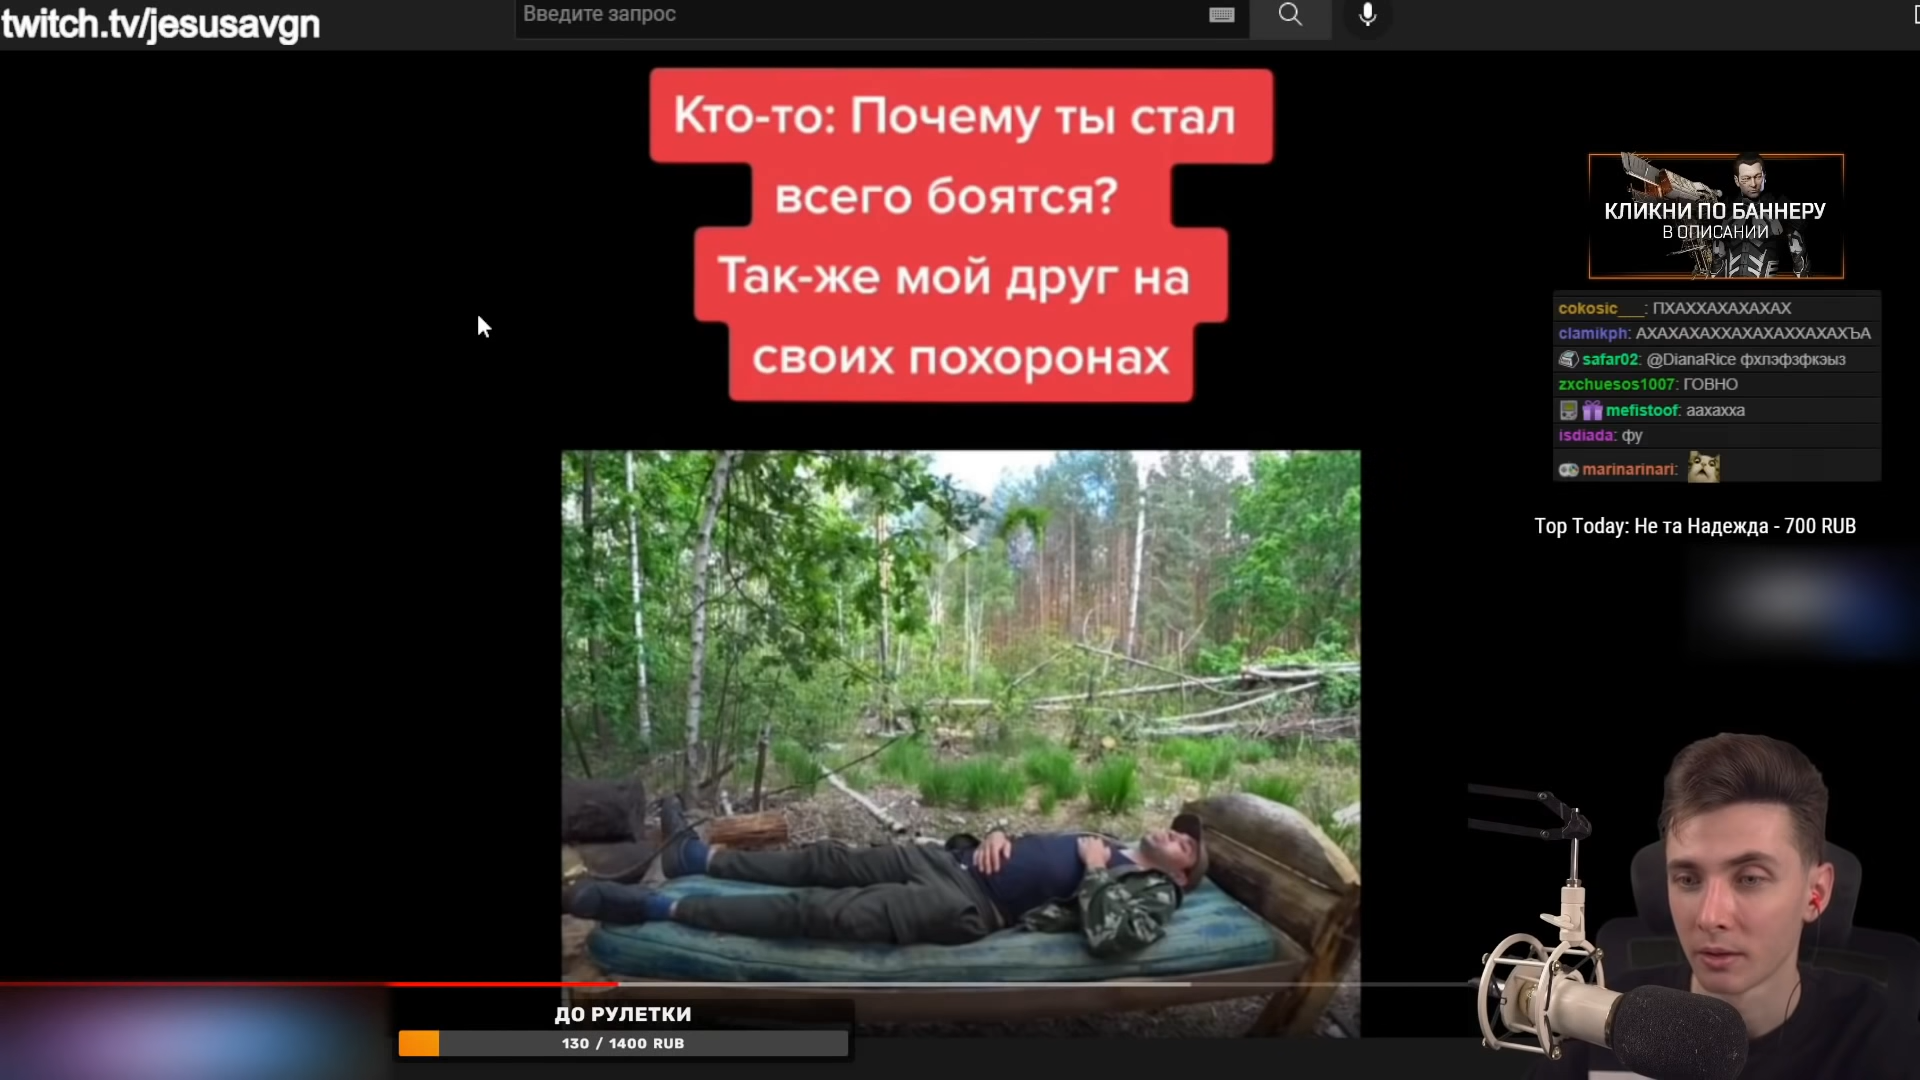 twitch.tv/jesusavgn
Введите запрос
Кто-то: Почему ты стал
всего боятся?
Так-же мой друг на
своих похоронах
КЛИКНИ ПО БАННЕРУ
В ОПИСАНИИ
cokosic___: ПХАХХАХАХАХАХ
clamikph: АХАХАХАХХАХАХАХХАХАХЪА
safar02: @DianaRice фхлэфзфкэыз
zxchuesos1007: ГОВНО
mefistoof: аахахха
isdiada: фу
marinarinari:
Top Today: Не та Надежда - 700 RUB
ДО РУЛЕТКИ
130 / 1400 RUB